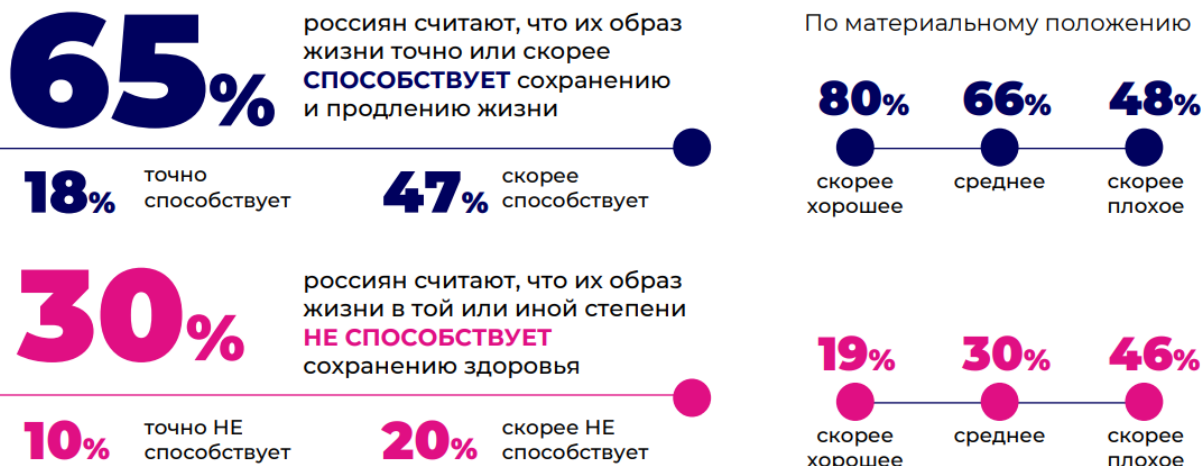 65%
россиян считают, что их образ
жизни точно или скорее
СПОСОБСТВУЕТ сохранению
и продлению жизни
18%
точно
способствует
47%
скорее
способствует
По материальному положению
80% 66% 48%
скорее
хорошее
среднее
скорее
плохое
30%
россиян считают, что их образ
жизни в той или иной степени
НЕ СПОСОБСТВУЕТ
сохранению здоровья
10%
точно НЕ
способствует
20%
скорее НЕ
способствует
19% 30% 46%
скорее
хорошее
среднее
скорее
плохое